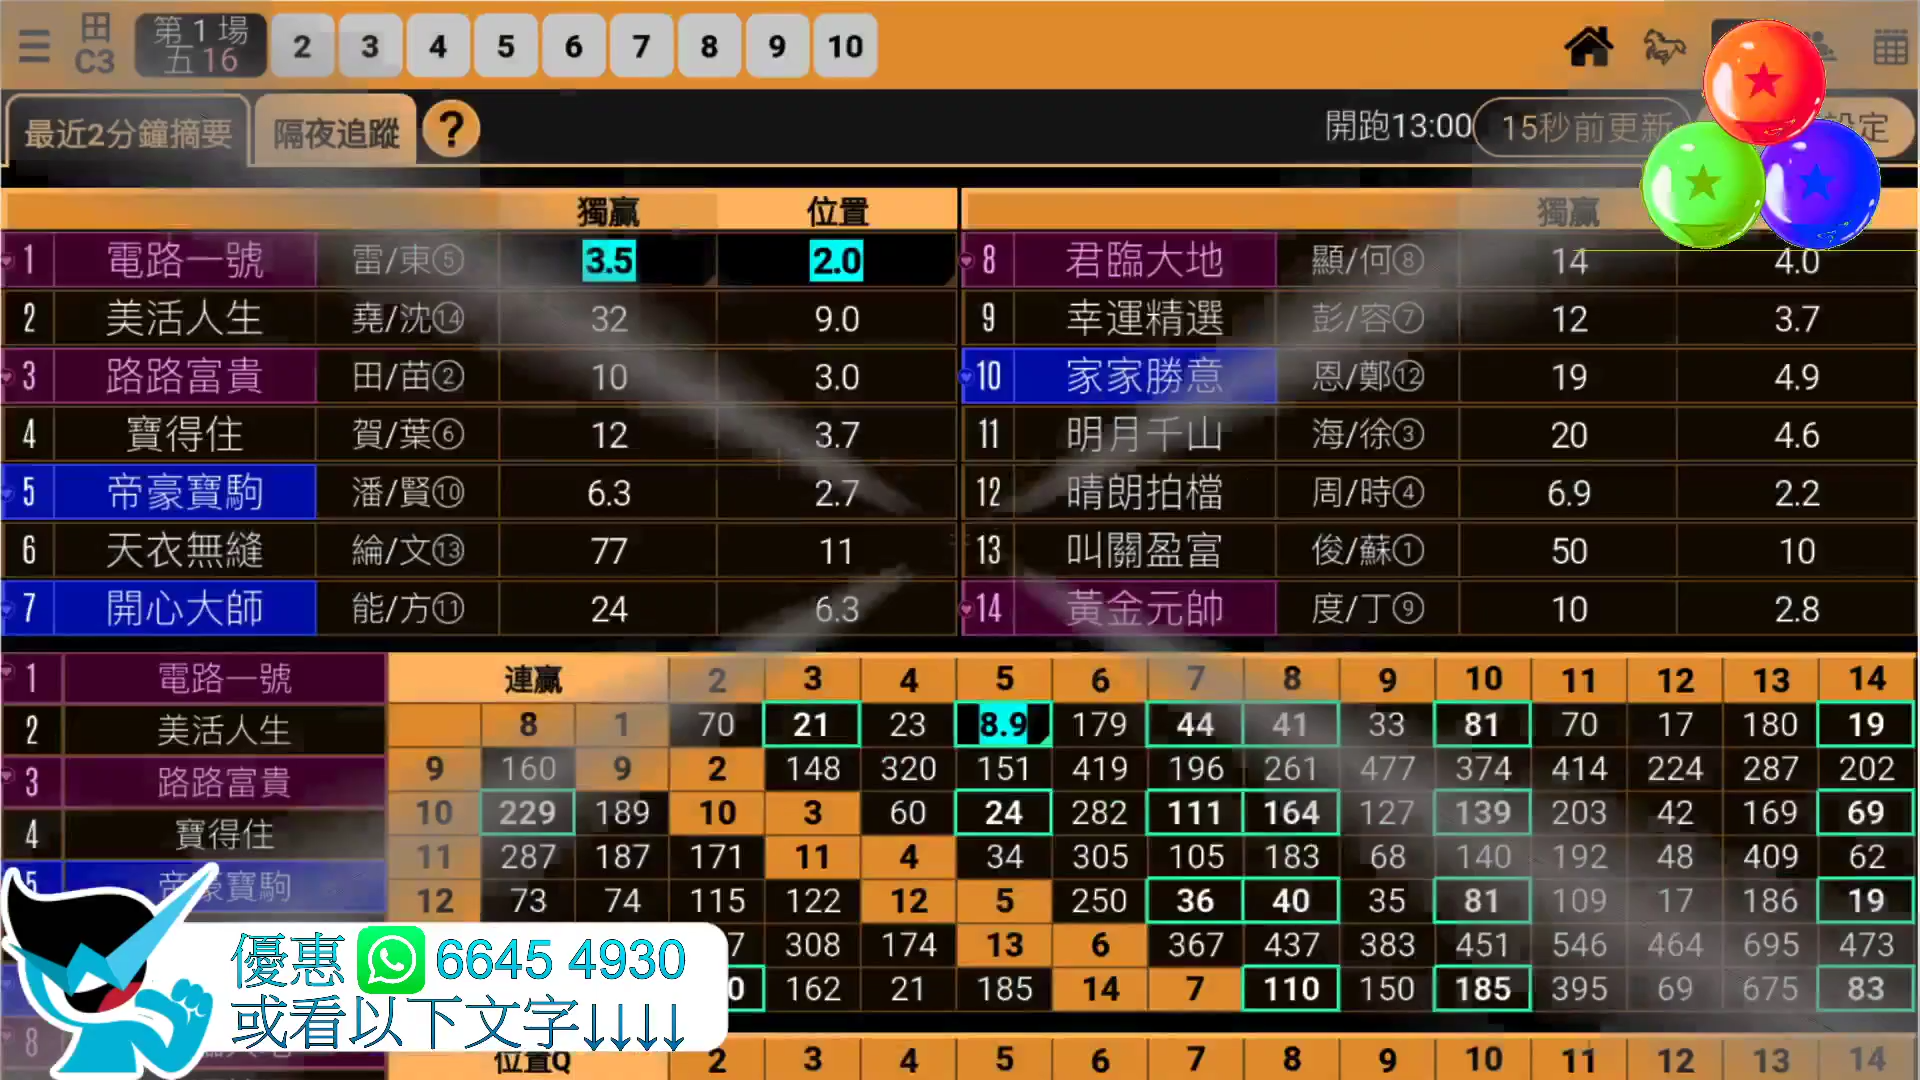 田 第 1 場 2 3 4 5 6 7 8 9 10
C3 五 16
最近2分鐘摘要 隔夜追蹤 ? 開跑13:00 15秒前更新 設定
獨贏 位置 獨贏
1 電路一號 雷/東⑤ 3.5 2.0 8 君臨大地 顯/何⑧ 14 4.0
2 美活人生 堯/沈⑭ 32 9.0 9 幸運精選 彭/容⑦ 12 3.7
3 路路富貴 田/苗② 10 3.0 10 家家勝意 恩/鄭⑫ 19 4.9
4 寶得住 賀/葉⑥ 12 3.7 11 明月千山 海/徐③ 20 4.6
5 帝豪寶駒 潘/賢⑩ 6.3 2.7 12 晴朗拍檔 周/時④ 6.9 2.2
6 天衣無縫 綸/文⑬ 77 11 13 叫關盈富 俊/蘇① 50 10
7 開心大師 能/方⑪ 24 6.3 14 黃金元帥 度/丁⑨ 10 2.8
1 電路一號 連贏 2 3 4 5 6 7 8 9 10 11 12 13 14
8 1 70 21 23 8.9 179 44 41 33 81 70 17 180 19
2 美活人生
9 160 9 2 148 320 151 419 196 261 477 374 414 224 287 202
3 路路富貴
10 229 189 10 3 60 24 282 111 164 127 139 203 42 169 69
4 寶得住
11 287 187 171 11 4 34 305 105 183 68 140 192 48 409 62
5 帝豪寶駒
12 73 74 115 122 12 5 250 36 40 35 81 109 17 186 19
7 308 174 13 6 367 437 383 451 546 464 695 473
0 162 21 185 14 7 110 150 185 395 69 675 83
優惠 6645 4930
或看以下文字↓↓↓↓
8
位置Q 2 3 4 5 6 7 8 9 10 11 12 13 14